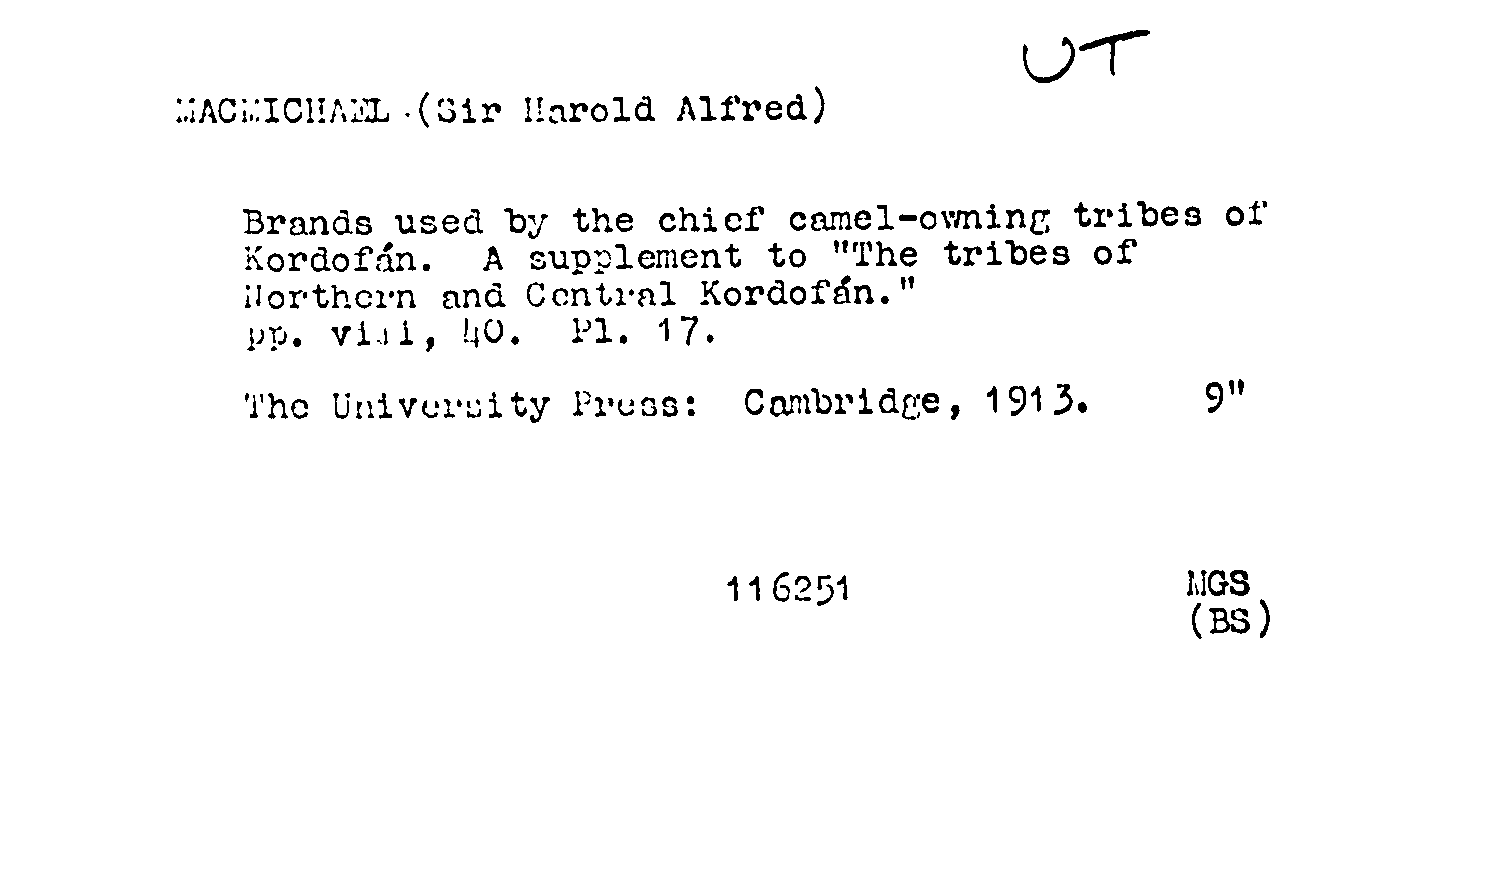 UT
MACMICHAEL (Sir Harold Alfred)
Brands used by the chief camel-owning tribes of
Kordofán. A supplement to "The tribes of
Northern and Central Kordofán."
pp. viii, 40. Pl. 17.
The University Press: Cambridge, 1913. 9"
116251 NGS
(BS)